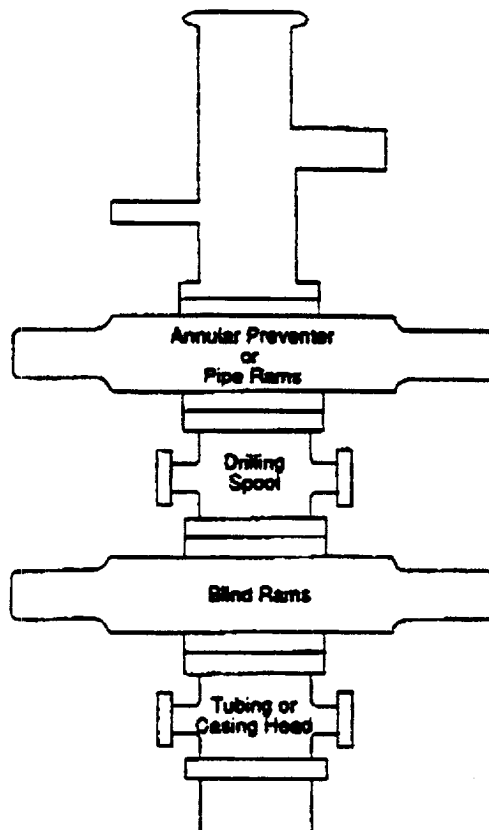 Annular Preventer
or
Pipe Rams
Drilling
Spool
Blind Rams
Tubing or
Casing Head